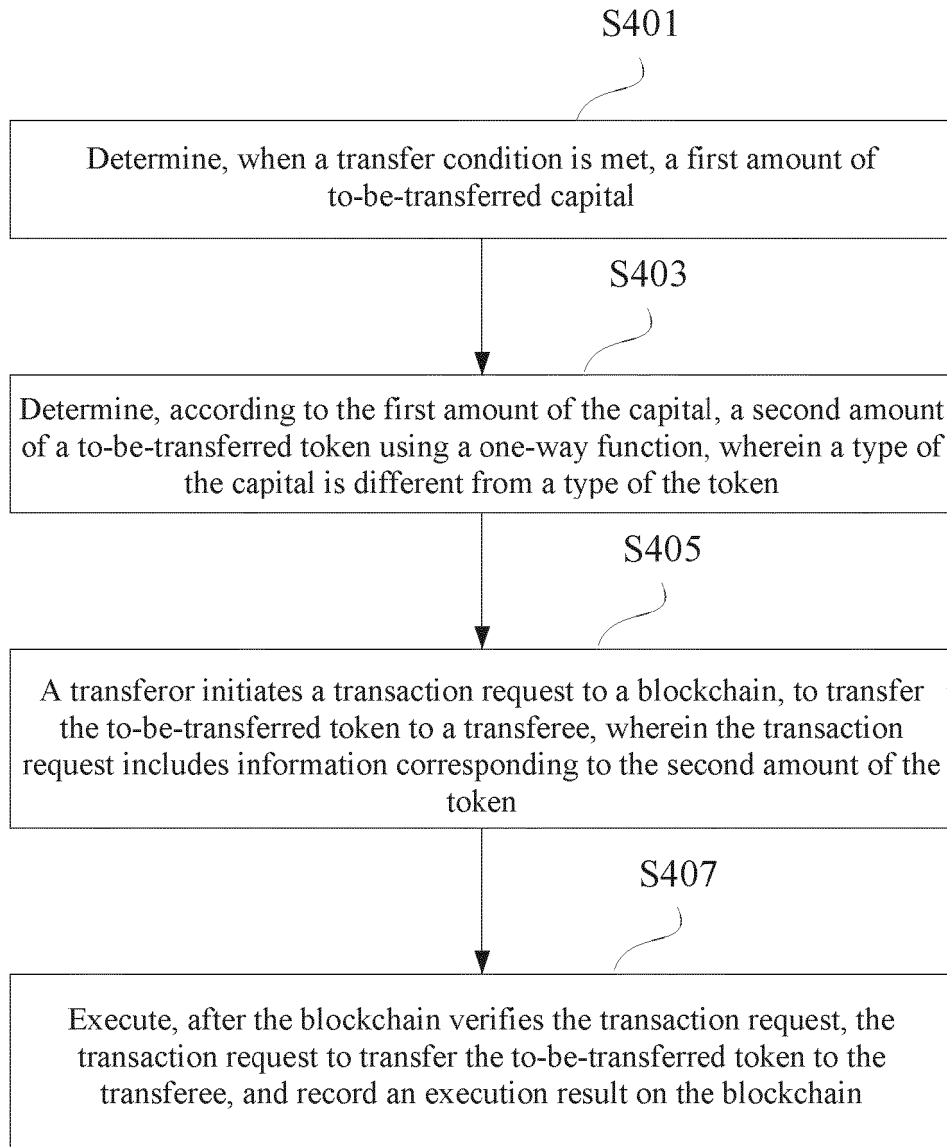 S401
Determine, when a transfer condition is met, a first amount of
to-be-transferred capital
S403
Determine, according to the first amount of the capital, a second amount
of a to-be-transferred token using a one-way function, wherein a type of
the capital is different from a type of the token
S405
A transferor initiates a transaction request to a blockchain, to transfer
the to-be-transferred token to a transferee, wherein the transaction
request includes information corresponding to the second amount of the
token
S407
Execute, after the blockchain verifies the transaction request, the
transaction request to transfer the to-be-transferred token to the
transferee, and record an execution result on the blockchain